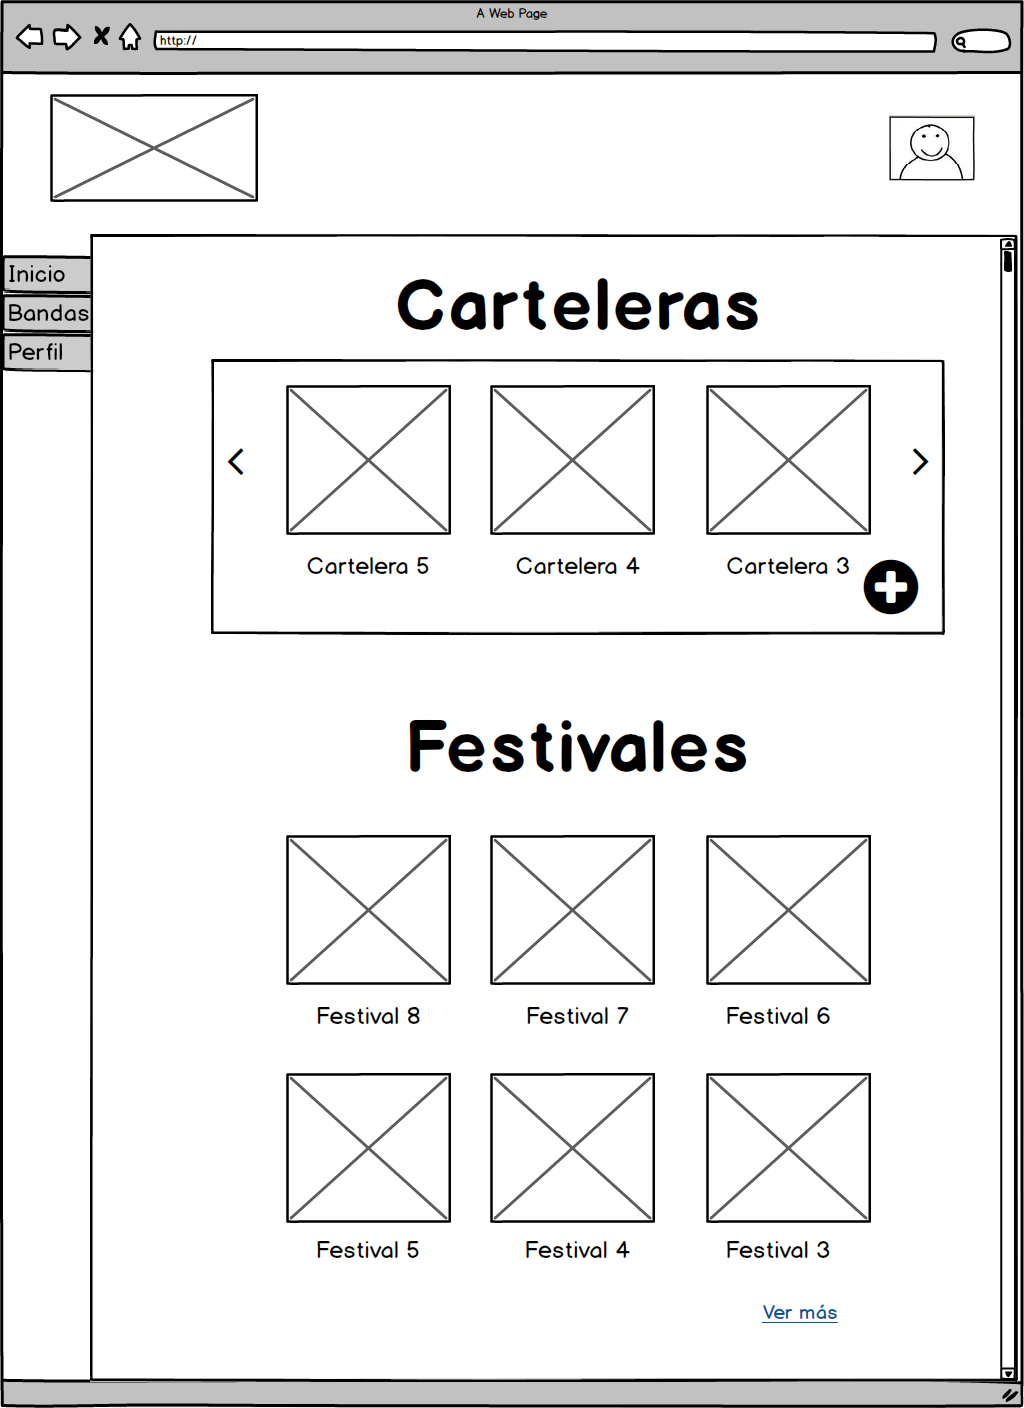 A Web Page
http://
Inicio
Bandas
Perfil
Carteleras
Cartelera 5
Cartelera 4
Cartelera 3
Festivales
Festival 8
Festival 7
Festival 6
Festival 5
Festival 4
Festival 3
Ver más